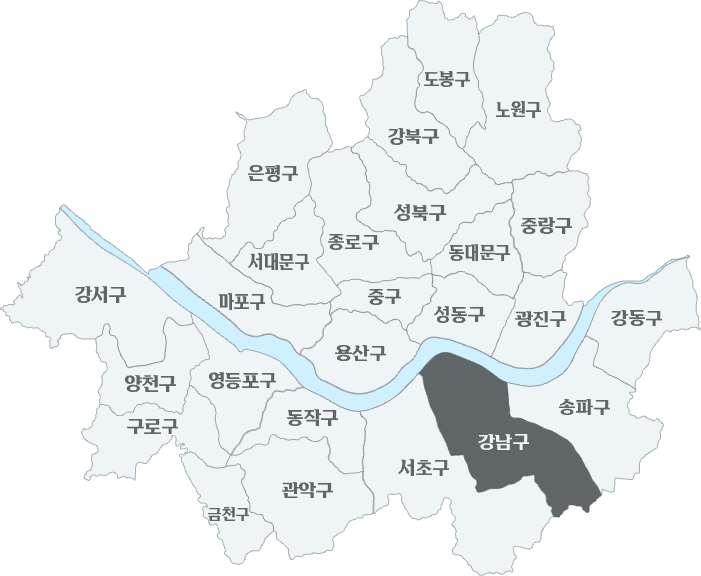 도봉구
노원구
강북구
은평구
성북구
중랑구
종로구
동대문구
서대문구
강서구
마포구
중구
성동구
광진구
강동구
용산구
양천구
영등포구
송파구
동작구
구로구
강남구
서초구
관악구
금천구